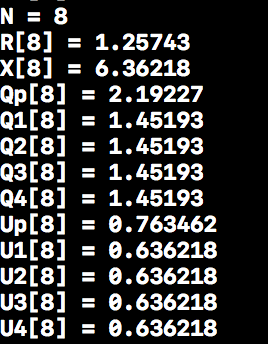 N = 8
R[8] = 1.25743
X[8] = 6.36218
Qp[8] = 2.19227
Q1[8] = 1.45193
Q2[8] = 1.45193
Q3[8] = 1.45193
Q4[8] = 1.45193
Up[8] = 0.763462
U1[8] = 0.636218
U2[8] = 0.636218
U3[8] = 0.636218
U4[8] = 0.636218